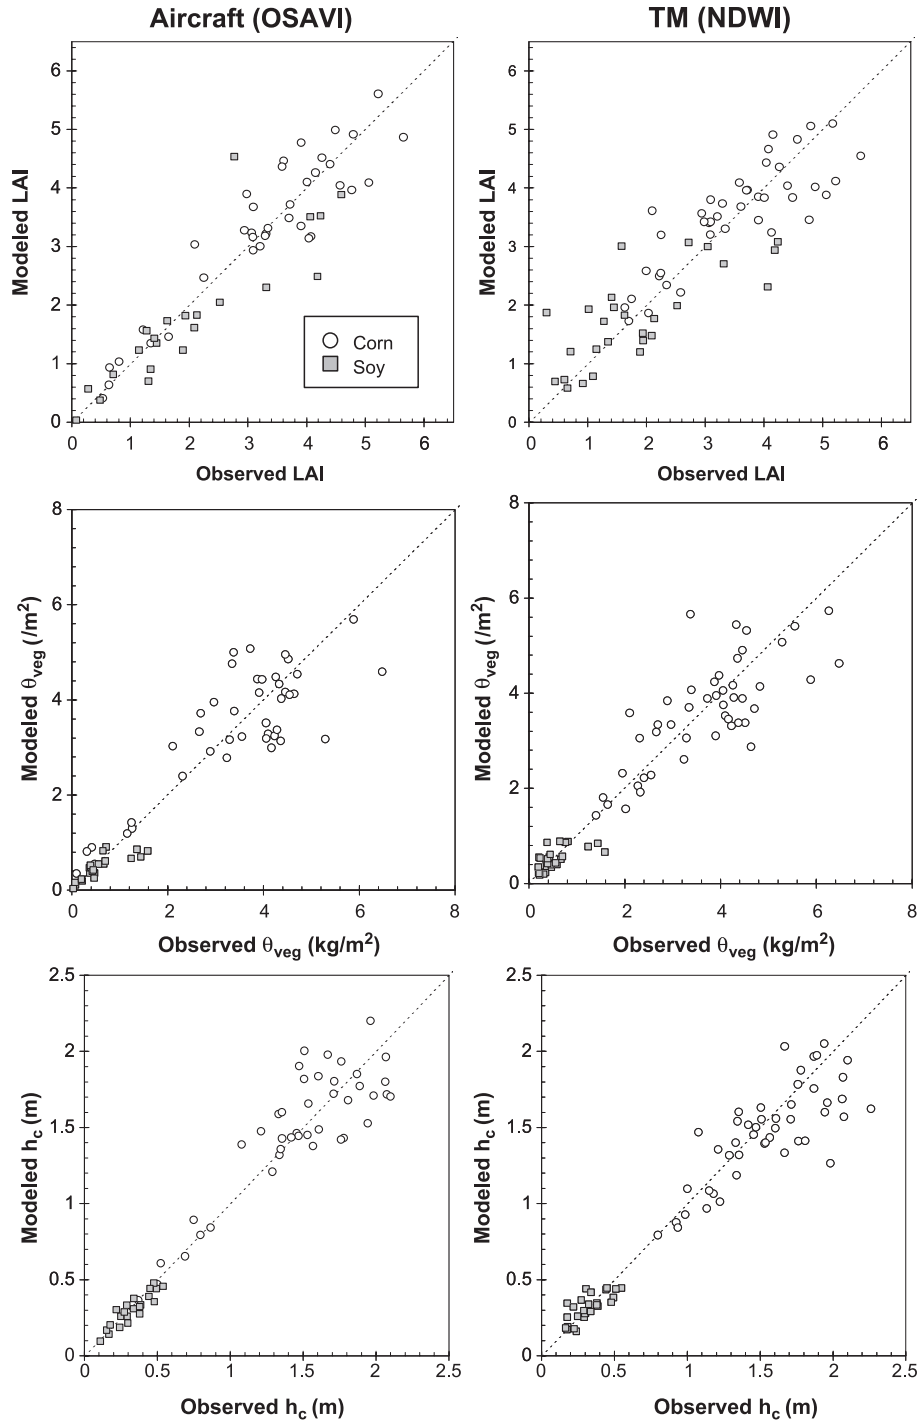 Aircraft (OSAVI)
TM (NDWI)
6
5
4
3
2
1
0
Modeled LAI
0 1 2 3 4 5 6
Observed LAI
Corn
Soy
6
5
4
3
2
1
0
Modeled LAI
0 1 2 3 4 5 6
Observed LAI
8
6
4
2
0
Modeled θveg (/m²)
0 2 4 6 8
Observed θveg (kg/m²)
8
6
4
2
0
Modeled θveg (/m²)
0 2 4 6 8
Observed θveg (kg/m²)
2.5
2
1.5
1
0.5
0
Modeled hc (m)
0 0.5 1 1.5 2 2.5
Observed hc (m)
2.5
2
1.5
1
0.5
0
Modeled hc (m)
0 0.5 1 1.5 2 2.5
Observed hc (m)